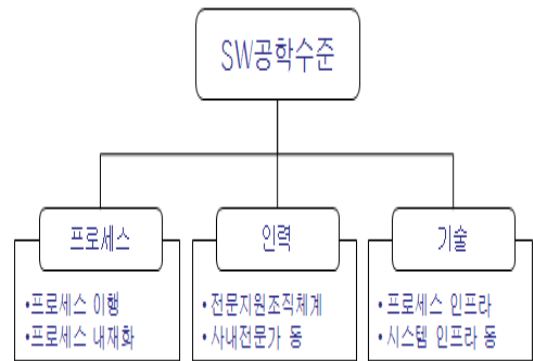 SW공학수준
프로세스
•프로세스 이행
•프로세스 내재화
인력
•전문지원조직체계
•사내전문가 동
기술
•프로세스 인프라
•시스템 인프라 동